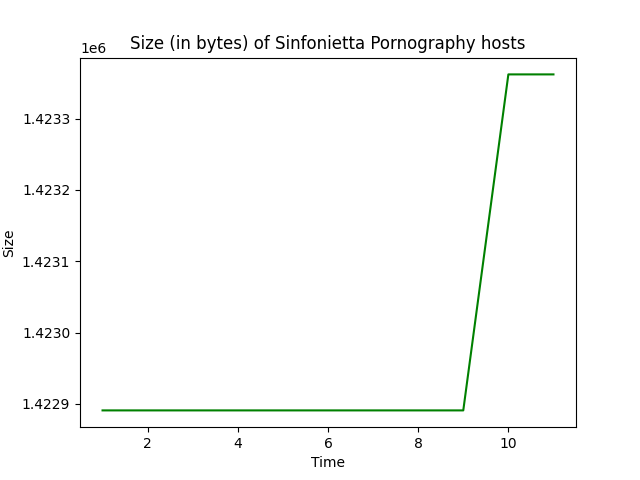 Size (in bytes) of Sinfonietta Pornography hosts
1e6
1.4233
1.4232
1.4231
1.4230
1.4229
Size
2 4 6 8 10
Time